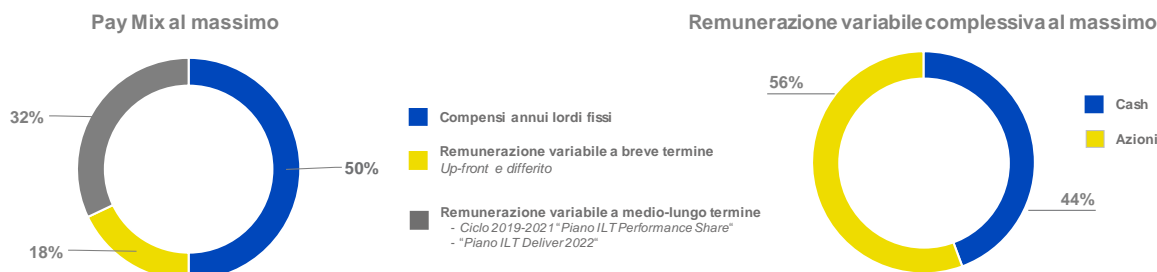 Pay Mix al massimo
32%
50%
18%
Compensi annui lordi fissi
Remunerazione variabile a breve termine
Up-front e differito
Remunerazione variabile a medio-lungo termine
- Ciclo 2019-2021 "Piano ILT Performance Share"
- "Piano ILT Deliver 2022"
Remunerazione variabile complessiva al massimo
56%
44%
Cash
Azioni